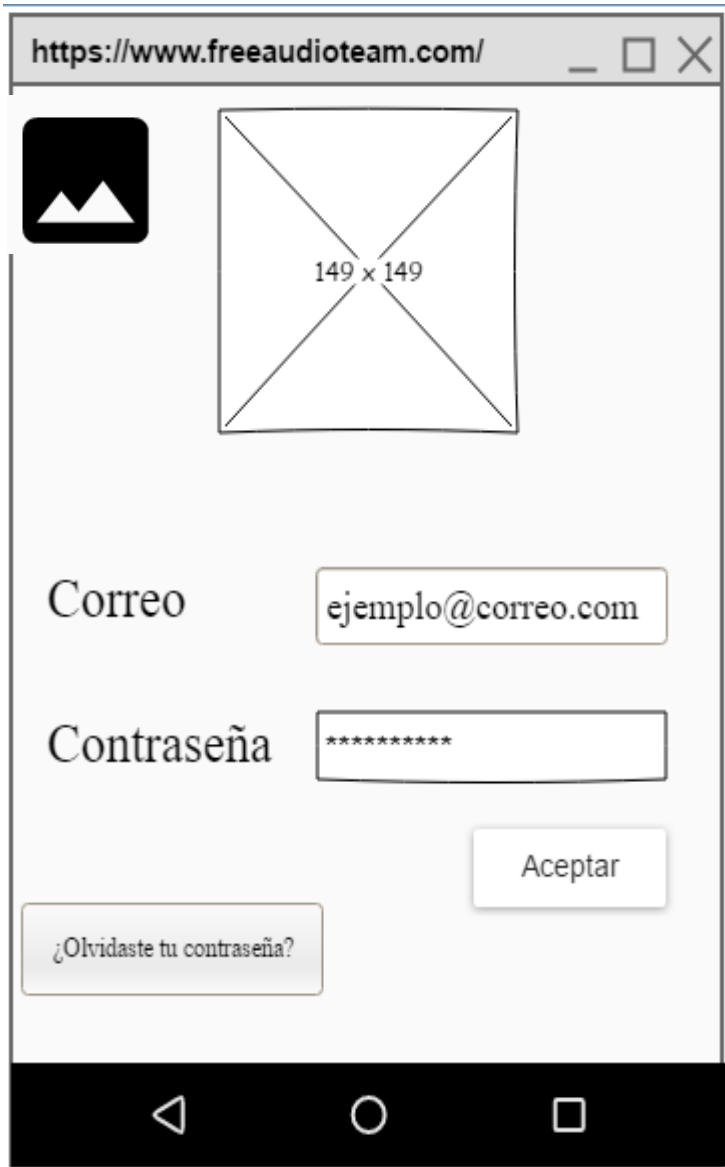 https://www.freeaudioteam.com/
149 x 149
Correo
ejemplo@correo.com
Contraseña
**********
Aceptar
¿Olvidaste tu contraseña?